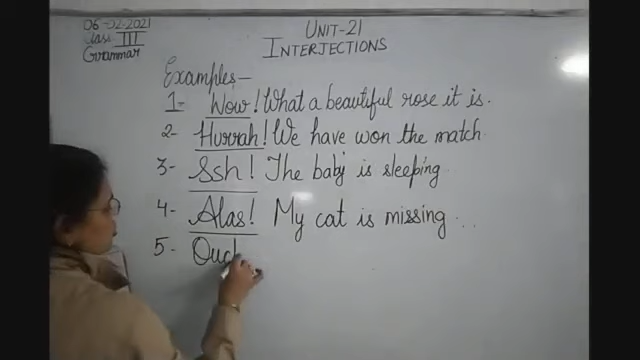 06-02-2021
Class III
Grammar
UNIT-21
INTERJECTIONS
Examples-
1- Wow! What a beautiful rose it is.
2- Hurrah! We have won the match
3- Ssh! The baby is sleeping
4- Alas! My cat is missing ..
5- Ouch